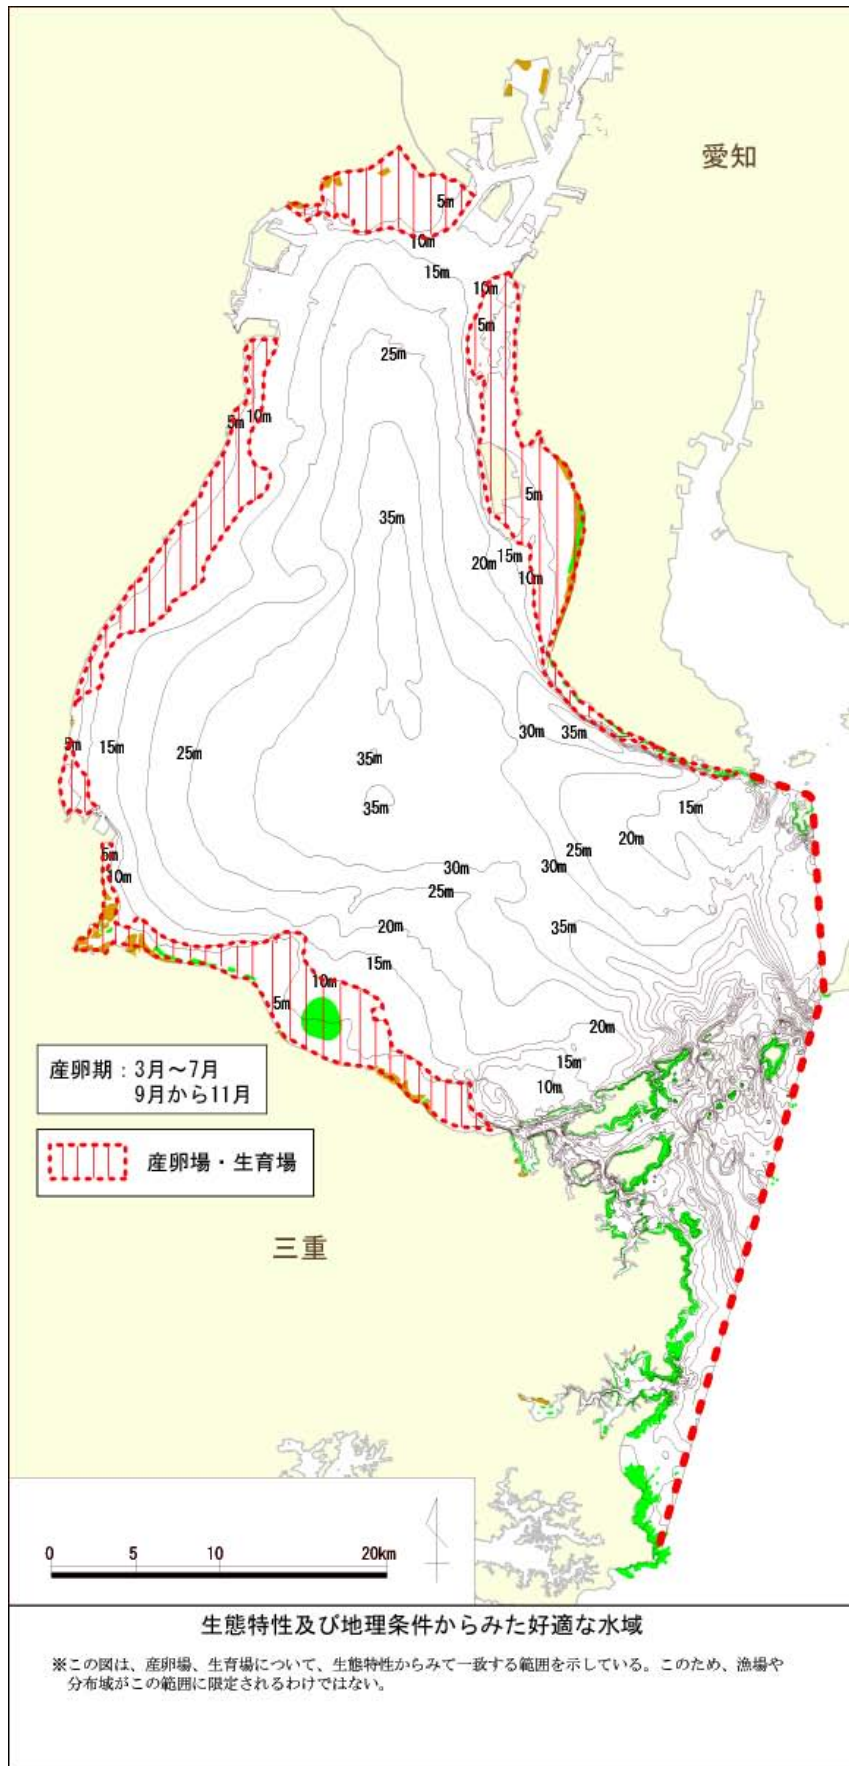 愛知
5m
10m
15m
10m
5m
25m
5m
10m
5m
35m
15m
20m
10m
30m
35m
5m
15m
25m
35m
15m
35m
20m
25m
5m
10m
30m
30m
25m
20m
35m
15m
10m
5m
20m
15m
10m
産卵期：3月～7月
9月から11月
産卵場・生育場
三重
0 5 10 20km
生態特性及び地理条件からみた好適な水域
※この図は、産卵場、生育場について、生態特性からみて一致する範囲を示している。このため、漁場や
分布域がこの範囲に限定されるわけではない。